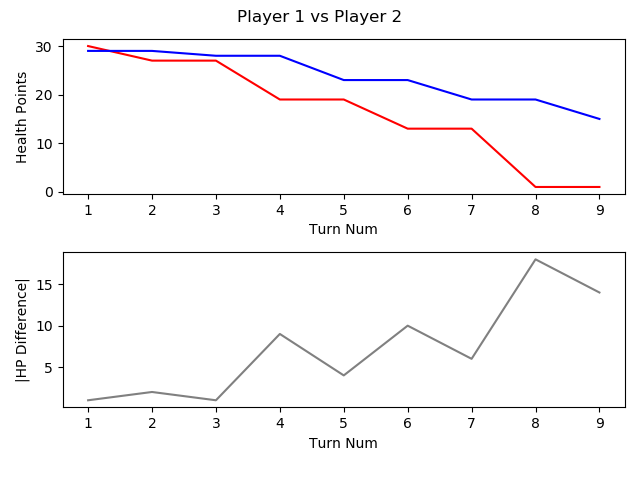 Player 1 vs Player 2
30
20
10
0
Health Points
1 2 3 4 5 6 7 8 9
Turn Num
15
10
5
|HP Difference|
1 2 3 4 5 6 7 8 9
Turn Num